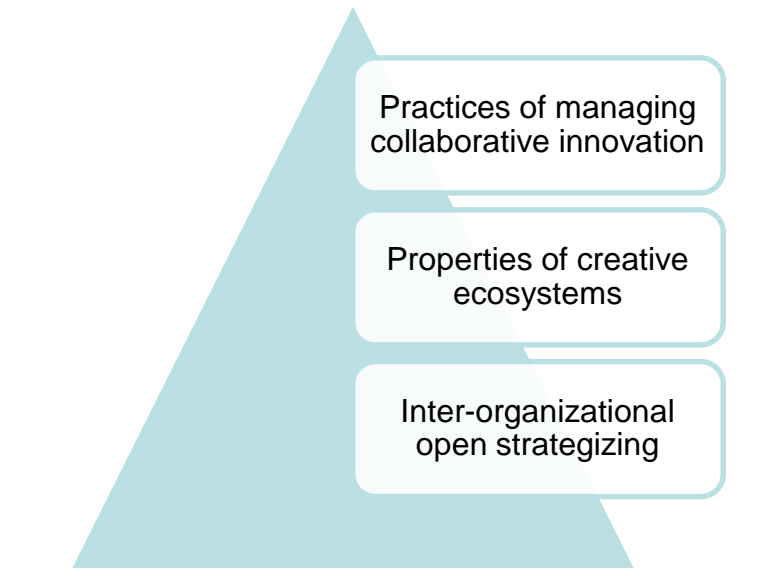 Practices of managing
collaborative innovation
Properties of creative
ecosystems
Inter-organizational
open strategizing